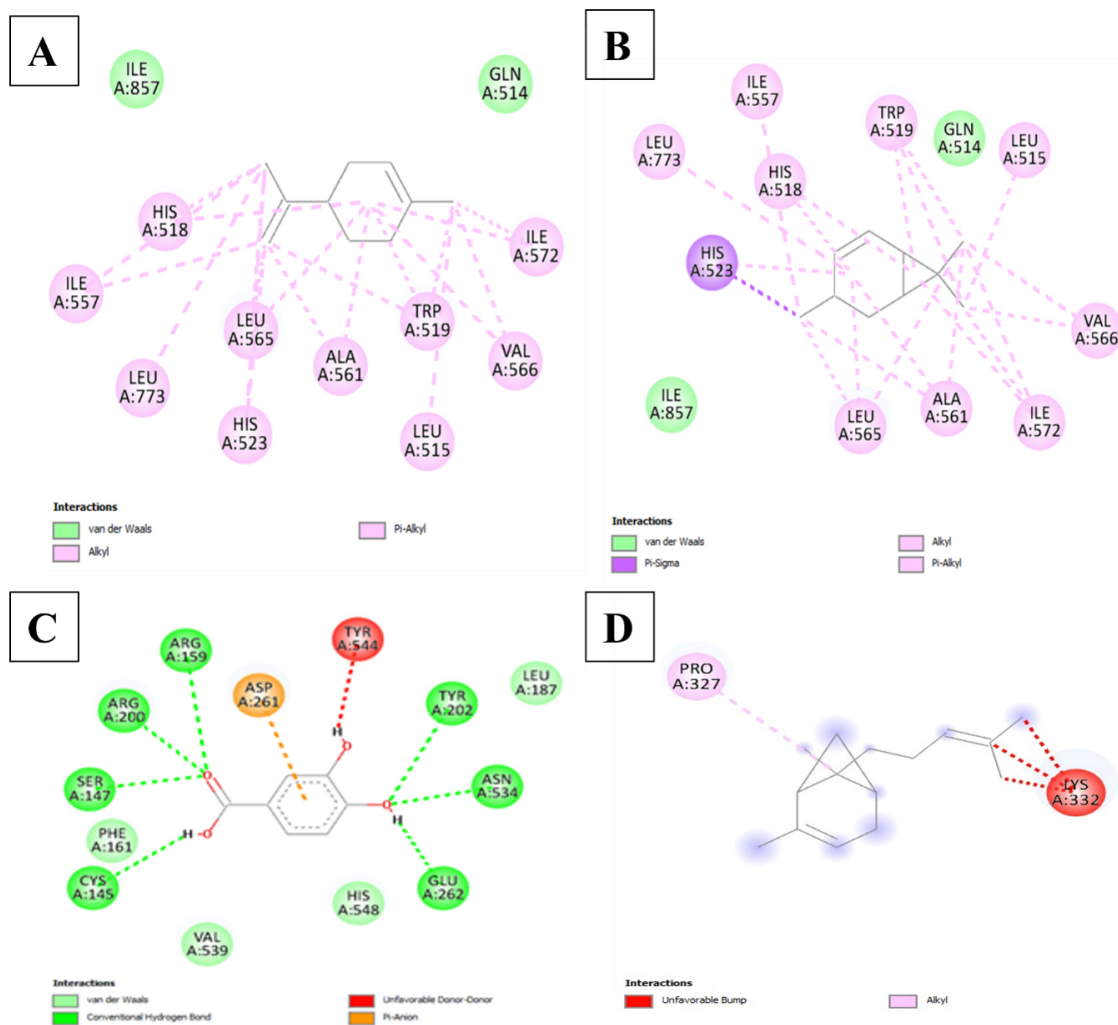 A
ILE
A:857
GLN
A:514
HIS
A:518
ILE
A:557
ILE
A:572
LEU
A:565
TRP
A:519
ALA
A:561
VAL
A:566
LEU
A:773
HIS
A:523
LEU
A:515
Interactions
van der Waals
Alkyl
Pi-Alkyl
B
ILE
A:557
TRP
A:519
GLN
A:514
LEU
A:515
LEU
A:773
HIS
A:518
HIS
A:523
VAL
A:566
ILE
A:857
LEU
A:565
ALA
A:561
ILE
A:572
Interactions
van der Waals
Pi-Sigma
Alkyl
Pi-Alkyl
C
ARG
A:159
TYR
A:544
ASP
A:261
LEU
A:187
ARG
A:200
TYR
A:202
H
O
O
SER
A:147
O
H
ASN
A:534
H
O
PHE
A:161
CYS
A:145
HIS
A:548
GLU
A:262
VAL
A:539
Interactions
van der Waals
Conventional Hydrogen Bond
Unfavorable Donor-Donor
Pi-Anion
D
PRO
A:327
LYS
A:332
Interactions
Unfavorable Bump
Alkyl